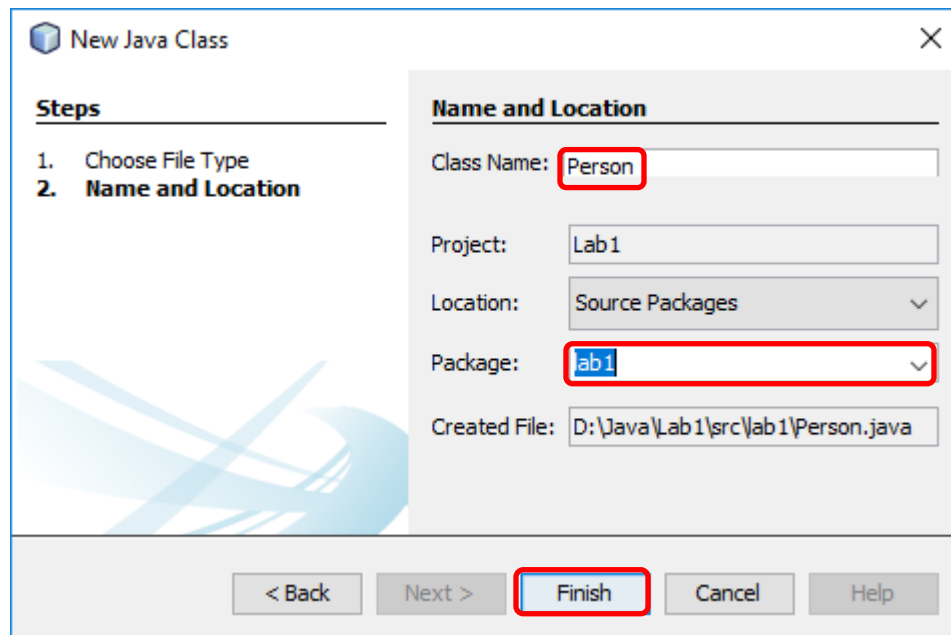 New Java Class
Steps
1. Choose File Type
2. Name and Location
Name and Location
Class Name: Person
Project: Lab1
Location: Source Packages
Package: lab1
Created File: D:\Java\Lab1\src\lab1\Person.java
< Back Next > Finish Cancel Help